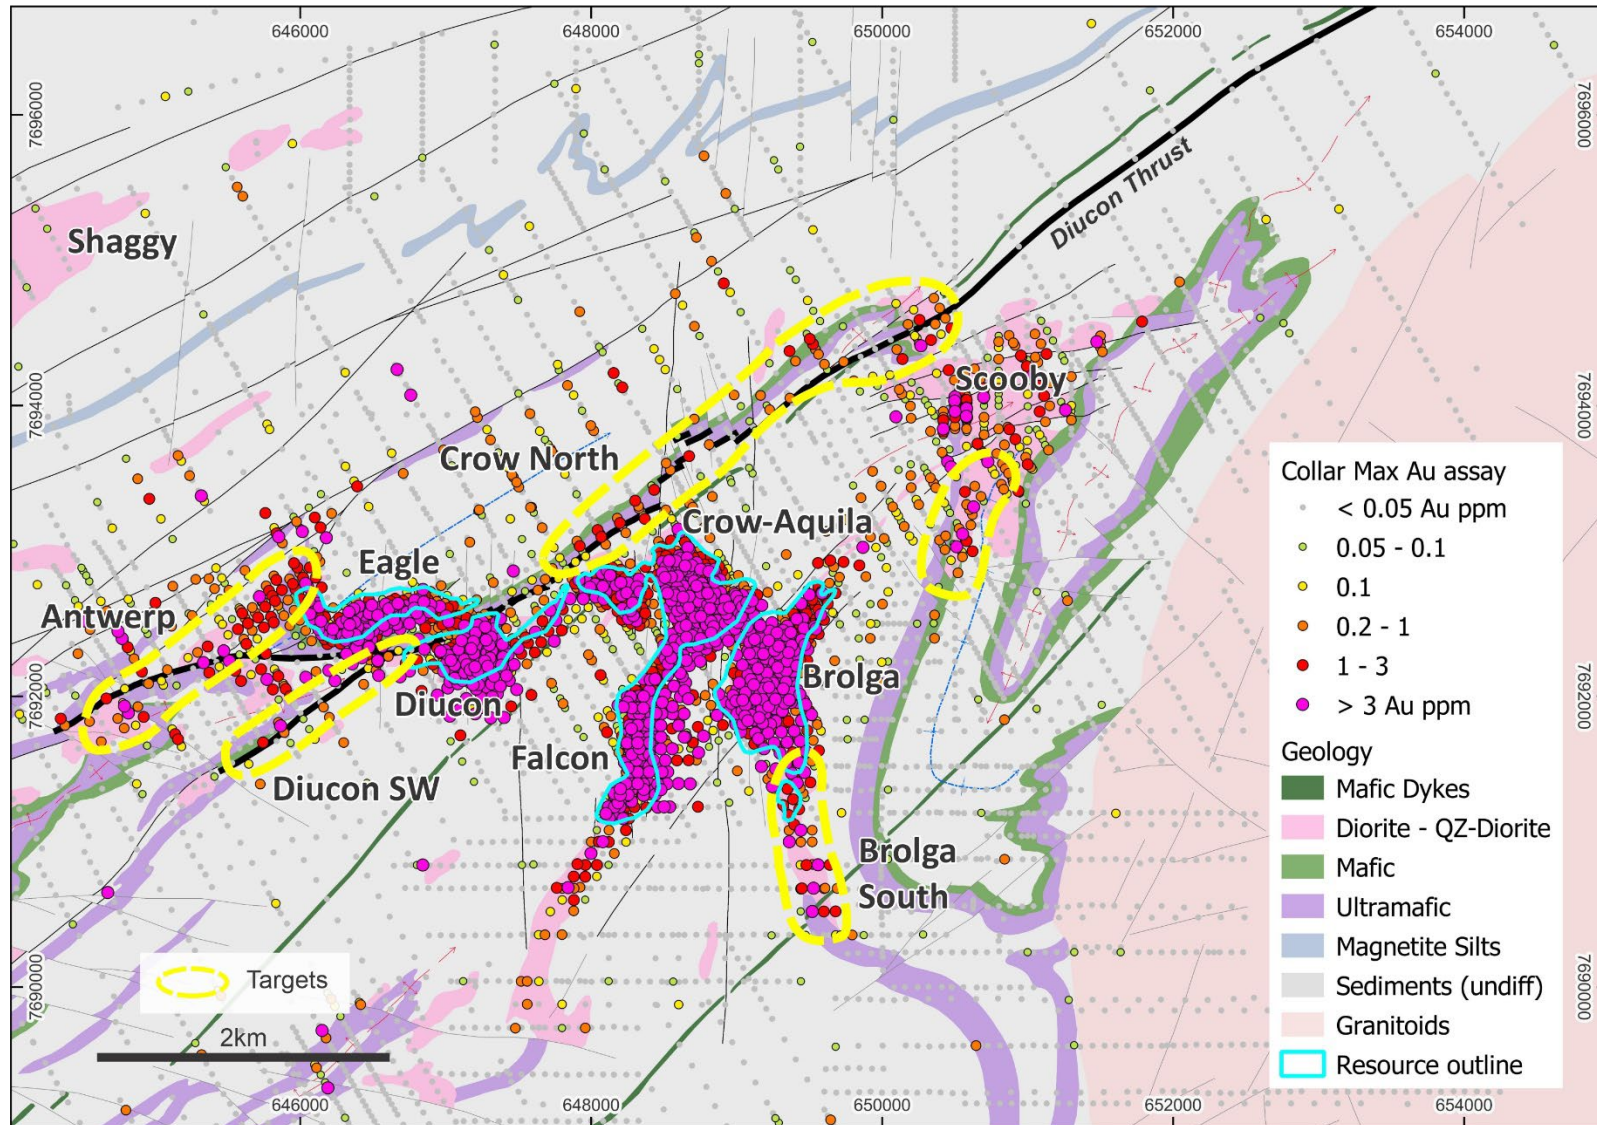 646000
648000
650000
652000
654000
7696000
7696000
Diucon Thrust
Shaggy
7694000
7694000
Scooby
Crow North
Crow-Aquila
Eagle
Antwerp
7692000
7692000
Brolga
Diucon
Falcon
Diucon SW
Brolga
South
7690000
7690000
Targets
2km
646000
648000
650000
652000
654000
Collar Max Au assay
< 0.05 Au ppm
0.05 - 0.1
0.1
0.2 - 1
1 - 3
> 3 Au ppm
Geology
Mafic Dykes
Diorite - QZ-Diorite
Mafic
Ultramafic
Magnetite Silts
Sediments (undiff)
Granitoids
Resource outline